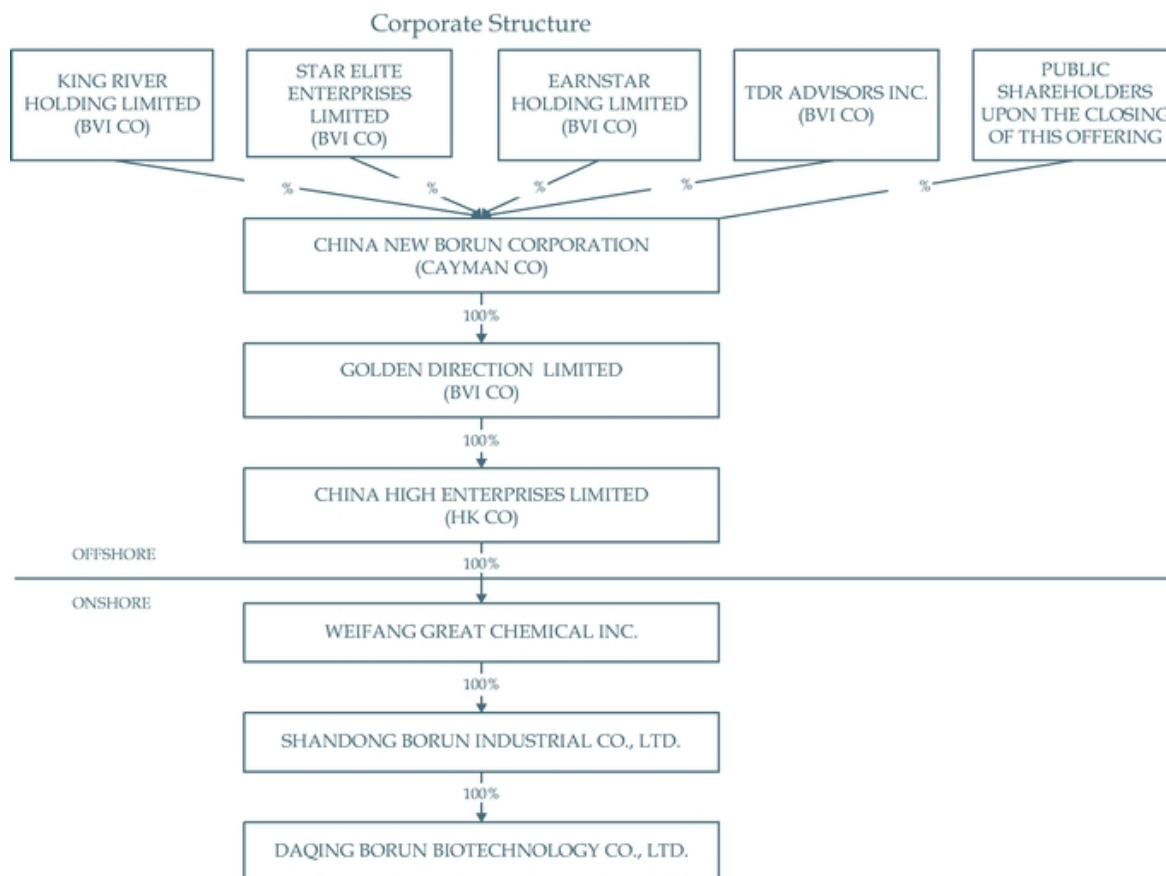 Corporate Structure
KING RIVER
HOLDING LIMITED
(BVI CO)
STAR ELITE
ENTERPRISES
LIMITED
(BVI CO)
EARNSTAR
HOLDING LIMITED
(BVI CO)
TDR ADVISORS INC.
(BVI CO)
PUBLIC
SHAREHOLDERS
UPON THE CLOSING
OF THIS OFFERING
%
%
%
%
%
CHINA NEW BORUN CORPORATION
(CAYMAN CO)
100%
GOLDEN DIRECTION LIMITED
(BVI CO)
100%
CHINA HIGH ENTERPRISES LIMITED
(HK CO)
OFFSHORE
100%
ONSHORE
WEIFANG GREAT CHEMICAL INC.
100%
SHANDONG BORUN INDUSTRIAL CO., LTD.
100%
DAQING BORUN BIOTECHNOLOGY CO., LTD.